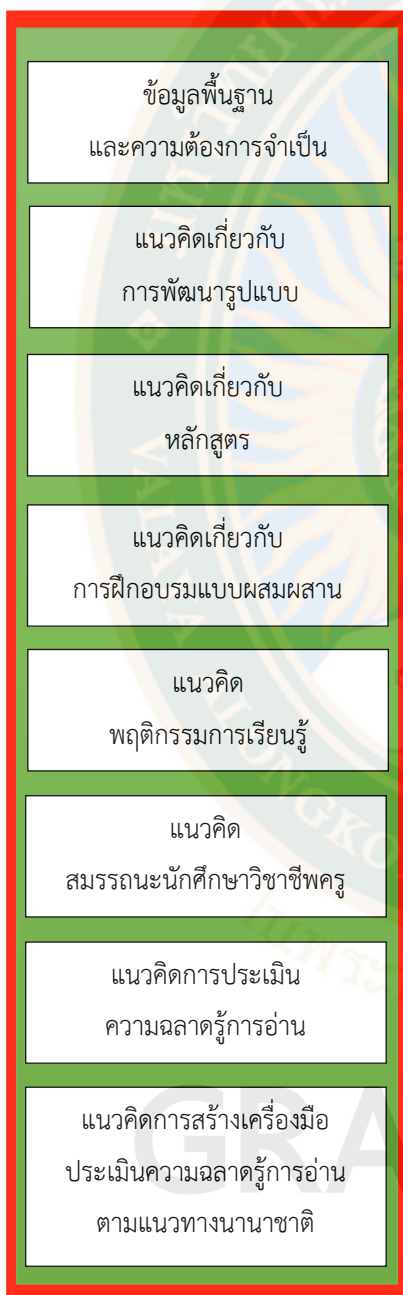 ข้อมูลพื้นฐาน
และความต้องการจำเป็น
แนวคิดเกี่ยวกับ
การพัฒนารูปแบบ
แนวคิดเกี่ยวกับ
หลักสูตร
แนวคิดเกี่ยวกับ
การฝึกอบรมแบบผสมผสาน
แนวคิด
พฤติกรรมการเรียนรู้
แนวคิด
สมรรถนะนักศึกษาวิชาชีพครู
แนวคิดการประเมิน
ความฉลาดรู้การอ่าน
แนวคิดการสร้างเครื่องมือ
ประเมินความฉลาดรู้การอ่าน
ตามแนวทางนานาชาติ